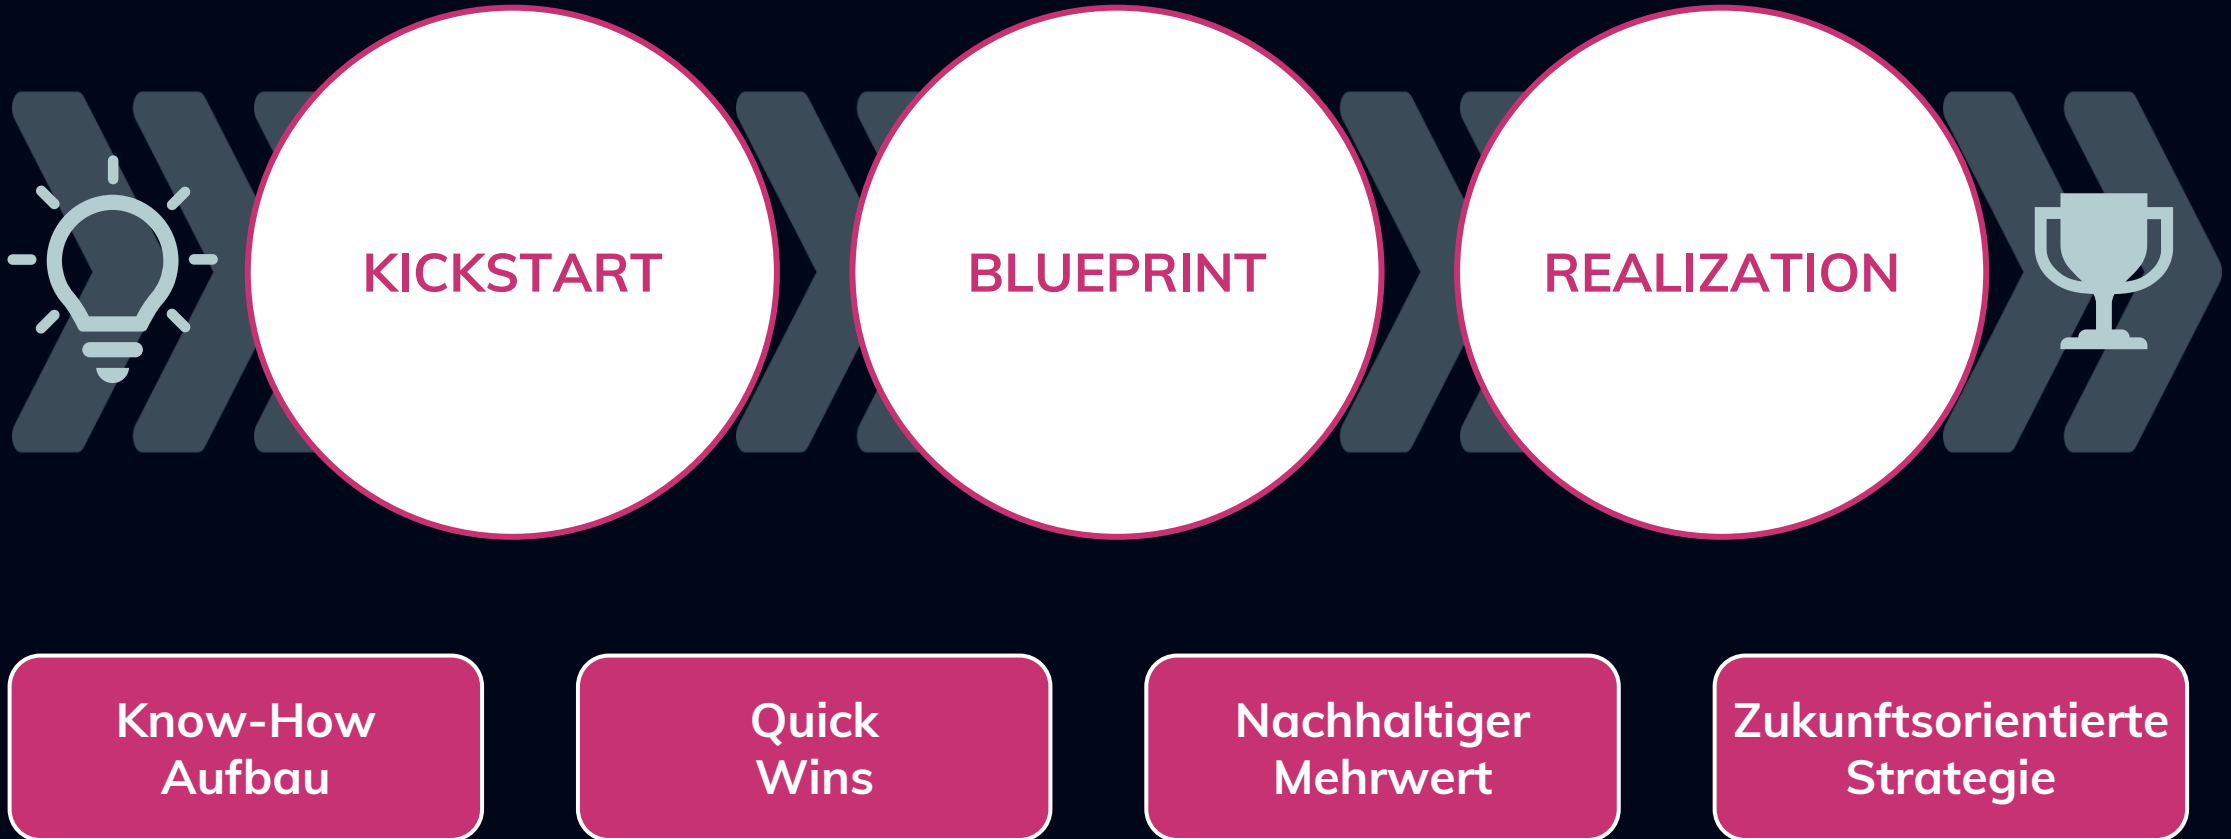 KICKSTART
BLUEPRINT
REALIZATION
Know-How
Aufbau
Quick
Wins
Nachhaltiger
Mehrwert
Zukunftsorientierte
Strategie